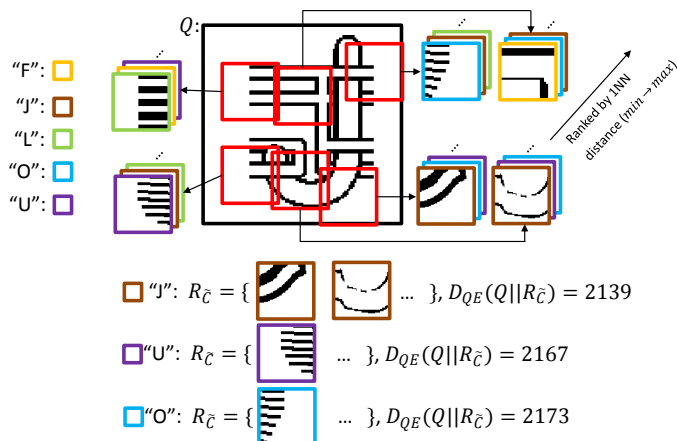 Q:
“F”:
“J”:
“L”:
“O”:
“U”:
...
...
...
...
...
...
Ranked by 1NN
distance (min → max)
“J”: R_C̃ = { ... }, D_QE(Q||R_C̃) = 2139
“U”: R_C̃ = { ... }, D_QE(Q||R_C̃) = 2167
“O”: R_C̃ = { ... }, D_QE(Q||R_C̃) = 2173